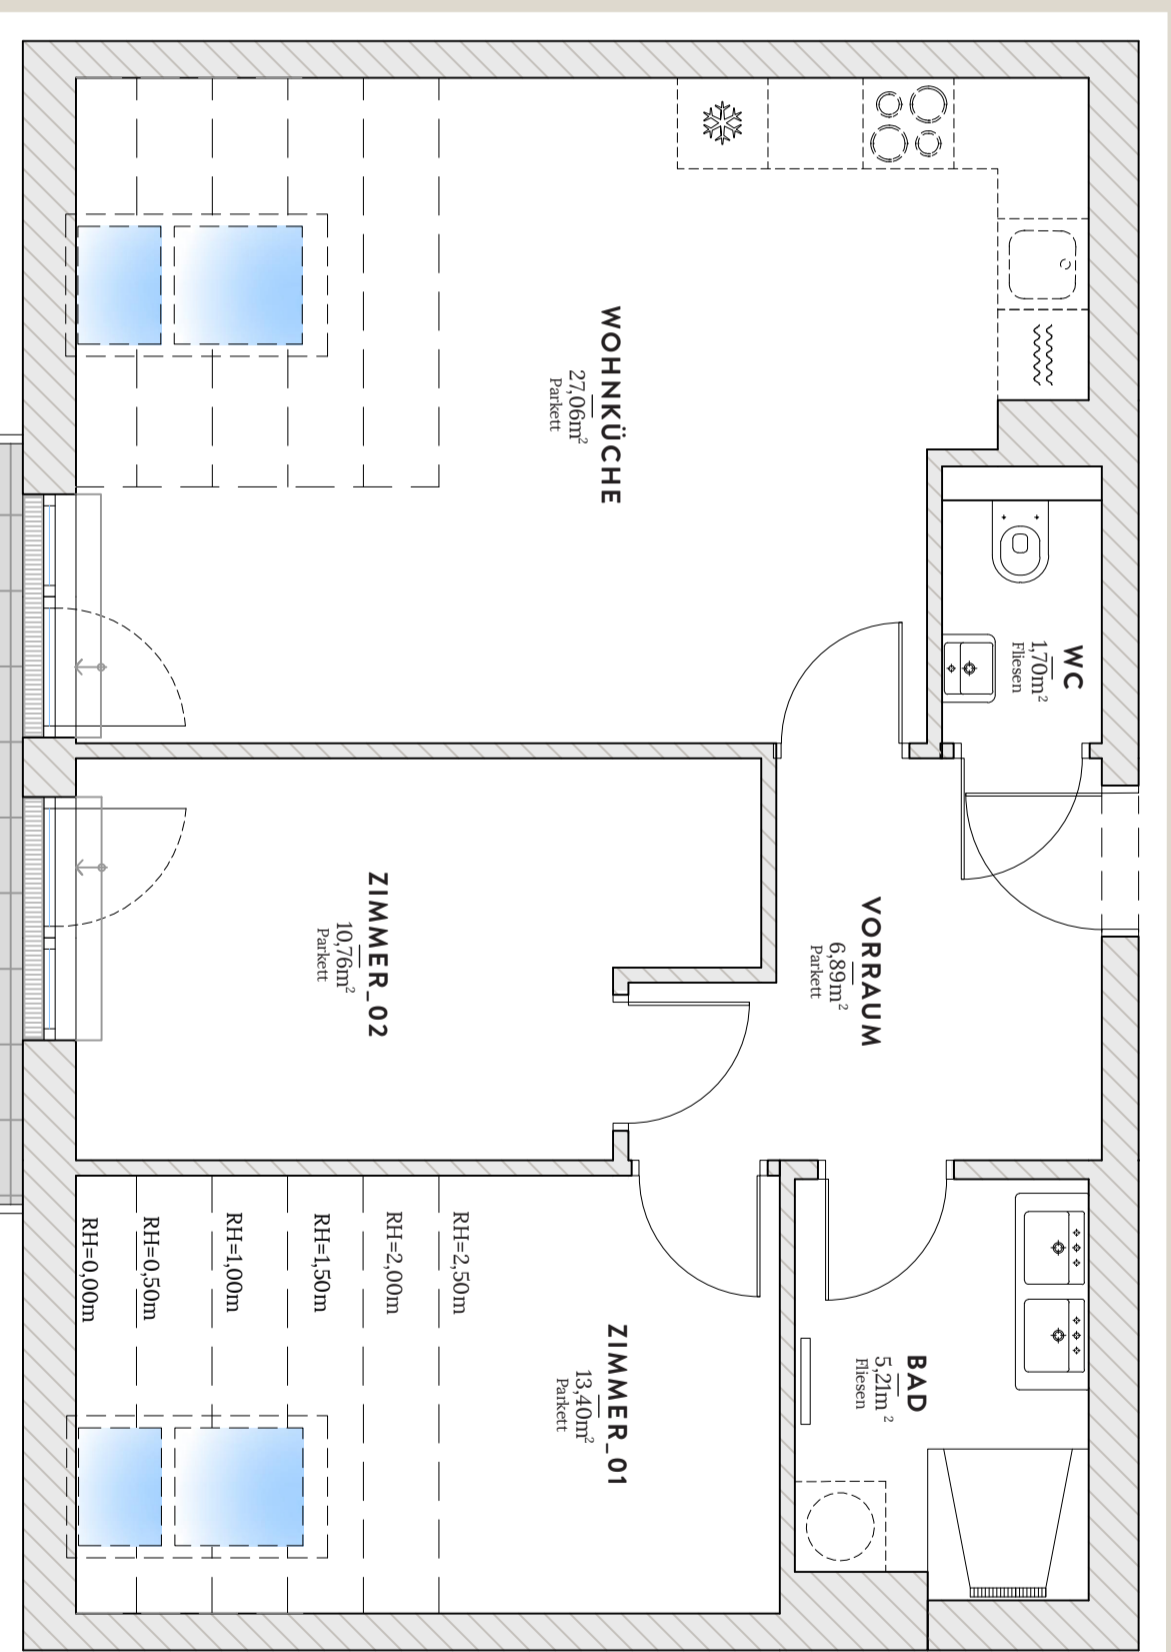 WOHNKÜCHE
27,06m²
Parkett
WC
1,70m²
Fliesen
VORRAUM
6,89m²
Parkett
ZIMMER_02
10,76m²
Parkett
BAD
5,21m²
Fliesen
ZIMMER_01
13,40m²
Parkett
RH=2,50m
RH=2,00m
RH=1,50m
RH=1,00m
RH=0,50m
RH=0,00m